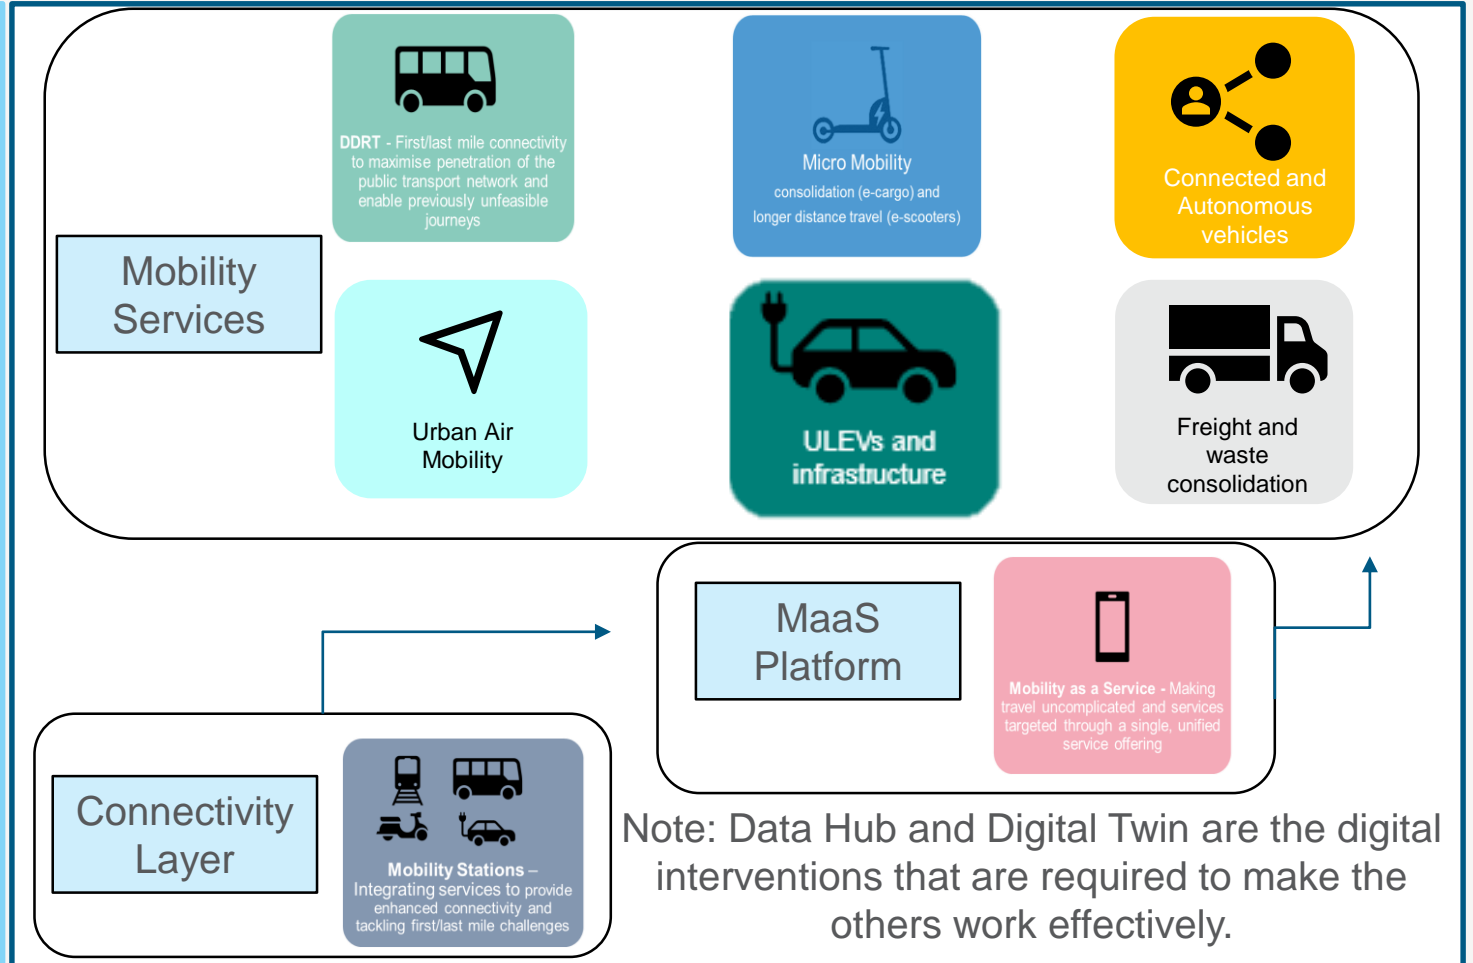 DDRT - First/last mile connectivity
to maximise penetration of the
public transport network and
enable previously unfeasible
journeys
Micro Mobility
consolidation (e-cargo) and
longer distance travel (e-scooters)
Connected and
Autonomous
vehicles
Mobility
Services
Urban Air
Mobility
ULEVs and
infrastructure
Freight and
waste
consolidation
MaaS
Platform
Mobility as a Service - Making
travel uncomplicated and services
targeted through a single, unified
service offering
Connectivity
Layer
Mobility Stations –
Integrating services to provide
enhanced connectivity and
tackling first/last mile challenges
Note: Data Hub and Digital Twin are the digital
interventions that are required to make the
others work effectively.